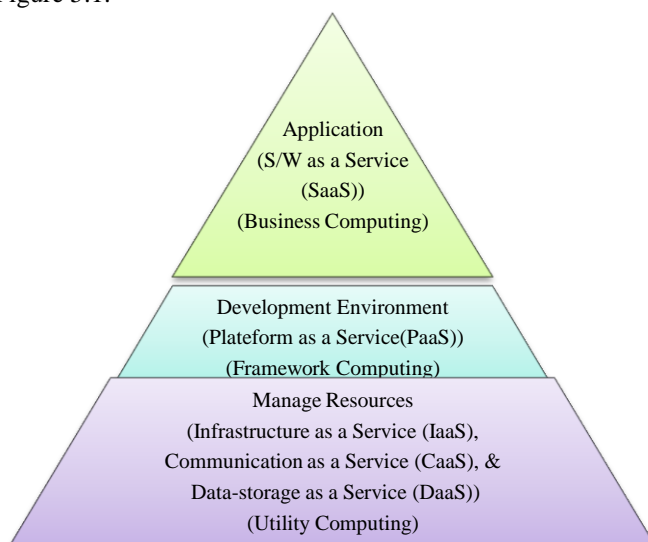 Figure 3.1.
Application
(S/W as a Service
(SaaS))
(Business Computing)
Development Environment
(Plateform as a Service(PaaS))
(Framework Computing)
Manage Resources
(Infrastructure as a Service (IaaS),
Communication as a Service (CaaS), &
Data-storage as a Service (DaaS))
(Utility Computing)